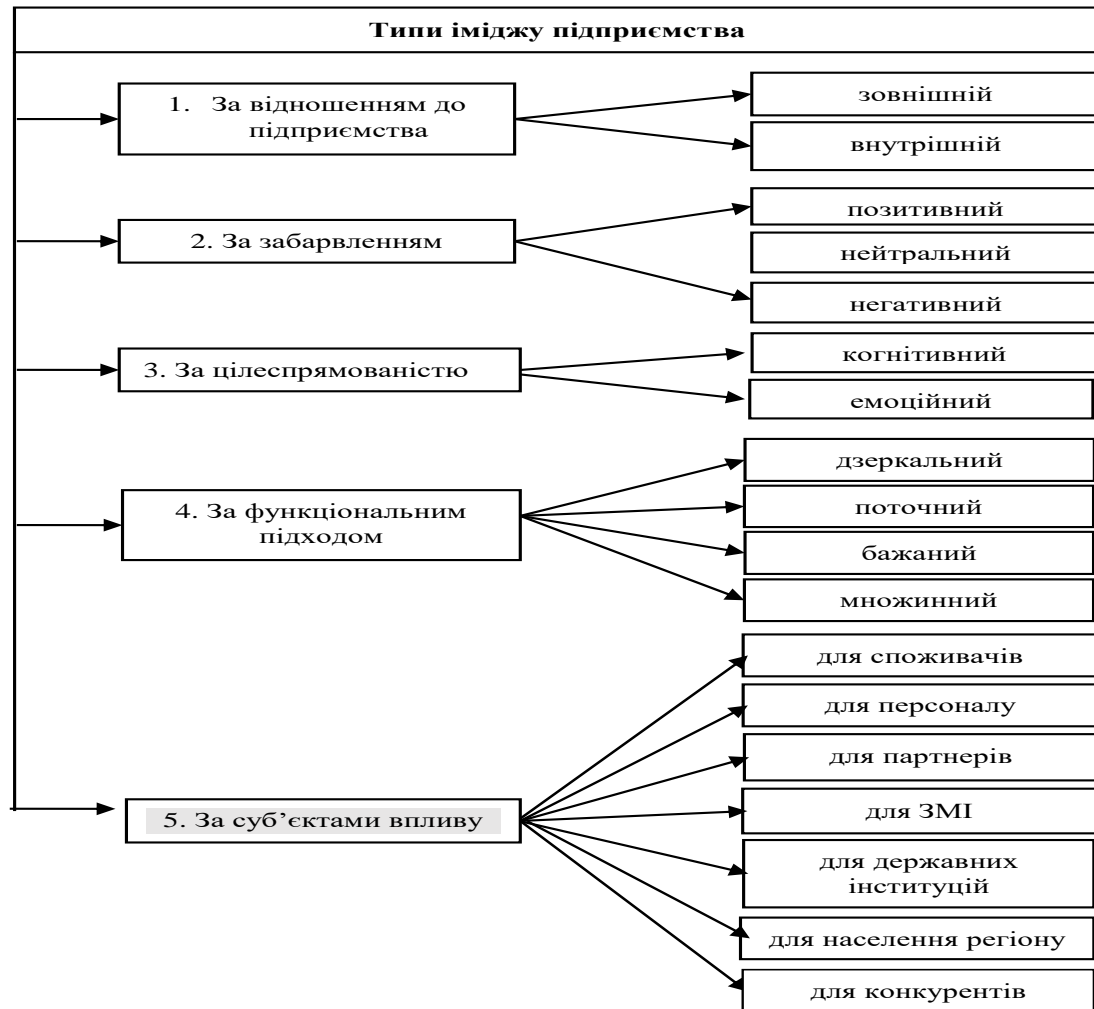 Типи іміджу підприємства
1. За відношенням до
підприємства
зовнішній
внутрішній
2. За забарвленням
позитивний
нейтральний
негативний
3. За цілеспрямованістю
когнітивний
емоційний
4. За функціональним
підходом
дзеркальний
поточний
бажаний
множинний
5. За суб’єктами впливу
для споживачів
для персоналу
для партнерів
для ЗМІ
для державних
інституцій
для населення регіону
для конкурентів